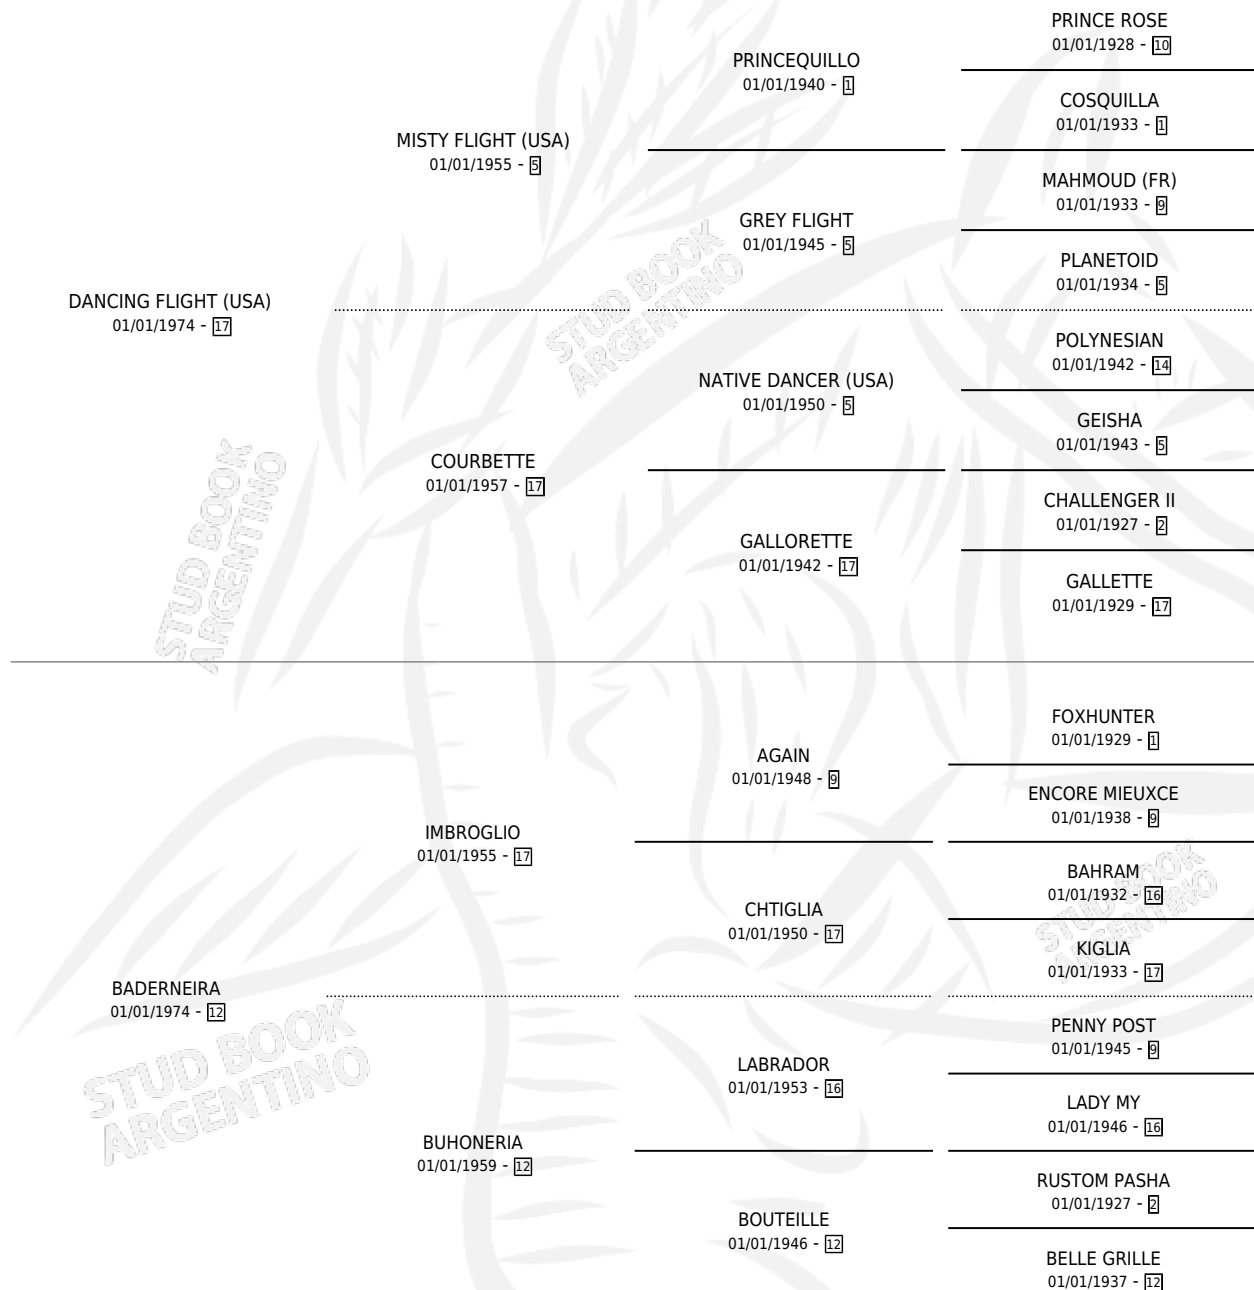 PRINCE ROSE
01/01/1928 - 10
PRINCEQUILLO
01/01/1940 - 1
COSQUILLA
01/01/1933 - 1
MISTY FLIGHT (USA)
01/01/1955 - 5
MAHMOUD (FR)
01/01/1933 - 9
GREY FLIGHT
01/01/1945 - 5
PLANETOID
01/01/1934 - 5
DANCING FLIGHT (USA)
01/01/1974 - 17
STUD BOOK
ARGENTINO
POLYNESIAN
01/01/1942 - 14
NATIVE DANCER (USA)
01/01/1950 - 5
GEISHA
01/01/1943 - 5
COURBETTE
01/01/1957 - 17
CHALLENGER II
01/01/1927 - 2
GALLORETTE
01/01/1942 - 17
GALLETTE
01/01/1929 - 17
STUD BOOK
ARGENTINO
FOXHUNTER
01/01/1929 - 1
AGAIN
01/01/1948 - 9
ENCORE MIEUXCE
01/01/1938 - 9
IMBROGLIO
01/01/1955 - 17
BAHRAM
01/01/1932 - 16
CHTIGLIA
01/01/1950 - 17
KIGLIA
01/01/1933 - 17
STUD BOOK
ARGENTINO
BADERNEIRA
01/01/1974 - 12
PENNY POST
01/01/1945 - 9
LABRADOR
01/01/1953 - 16
LADY MY
01/01/1946 - 16
STUD BOOK
ARGENTINO
BUHONERIA
01/01/1959 - 12
RUSTOM PASHA
01/01/1927 - 2
BOUTEILLE
01/01/1946 - 12
BELLE GRILLE
01/01/1937 - 12